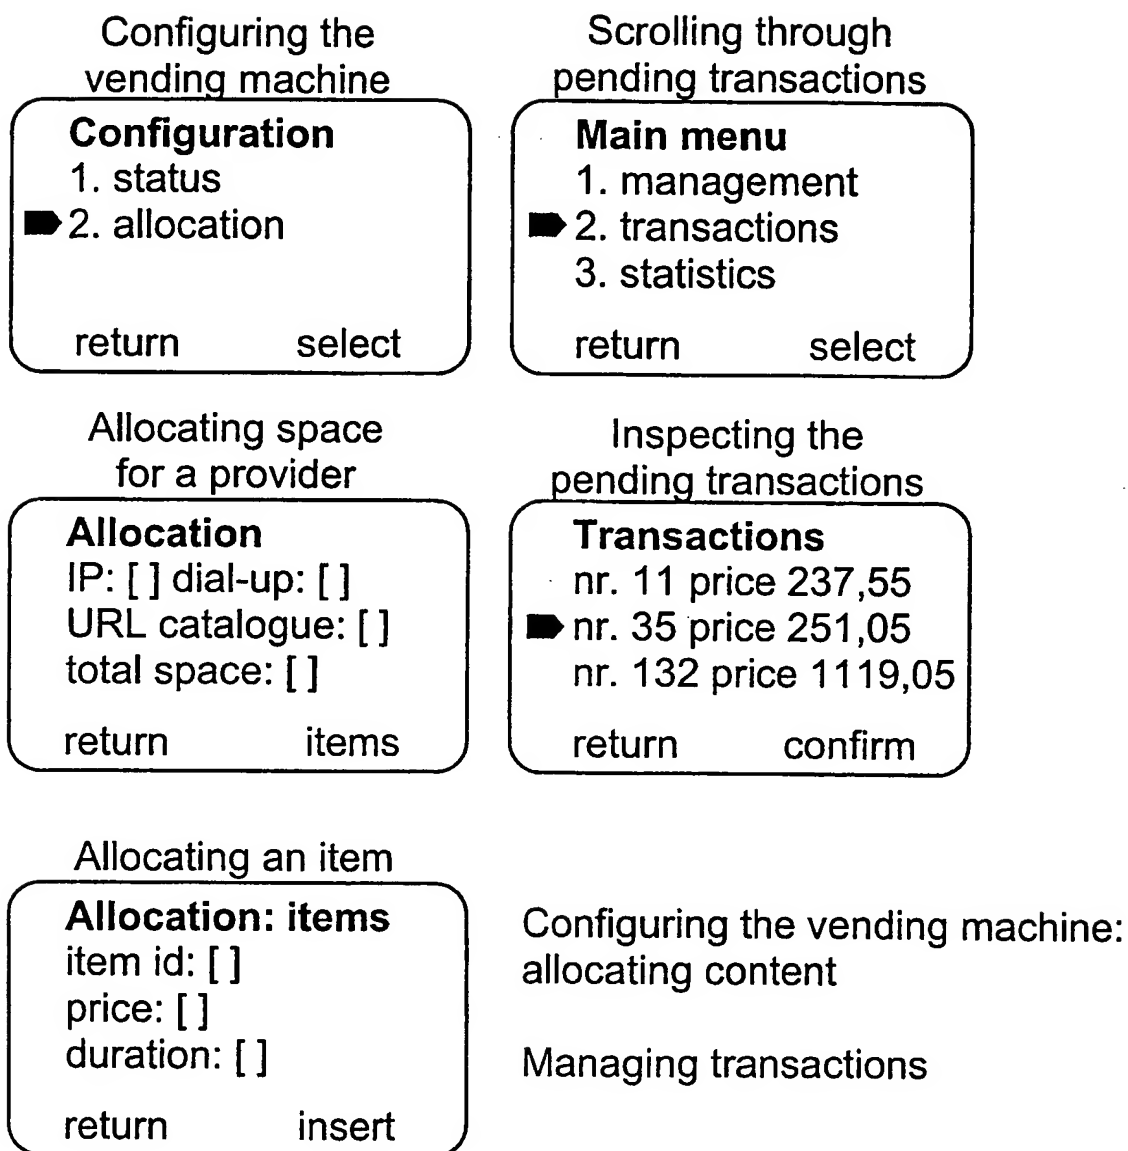 Configuring the
vending machine
Configuration
1. status
2. allocation
return select
Scrolling through
pending transactions
Main menu
1. management
2. transactions
3. statistics
return select
Allocating space
for a provider
Allocation
IP: [ ] dial-up: [ ]
URL catalogue: [ ]
total space: [ ]
return items
Inspecting the
pending transactions
Transactions
nr. 11 price 237,55
nr. 35 price 251,05
nr. 132 price 1119,05
return confirm
Allocating an item
Allocation: items
item id: [ ]
price: [ ]
duration: [ ]
return insert
Configuring the vending machine:
allocating content
Managing transactions